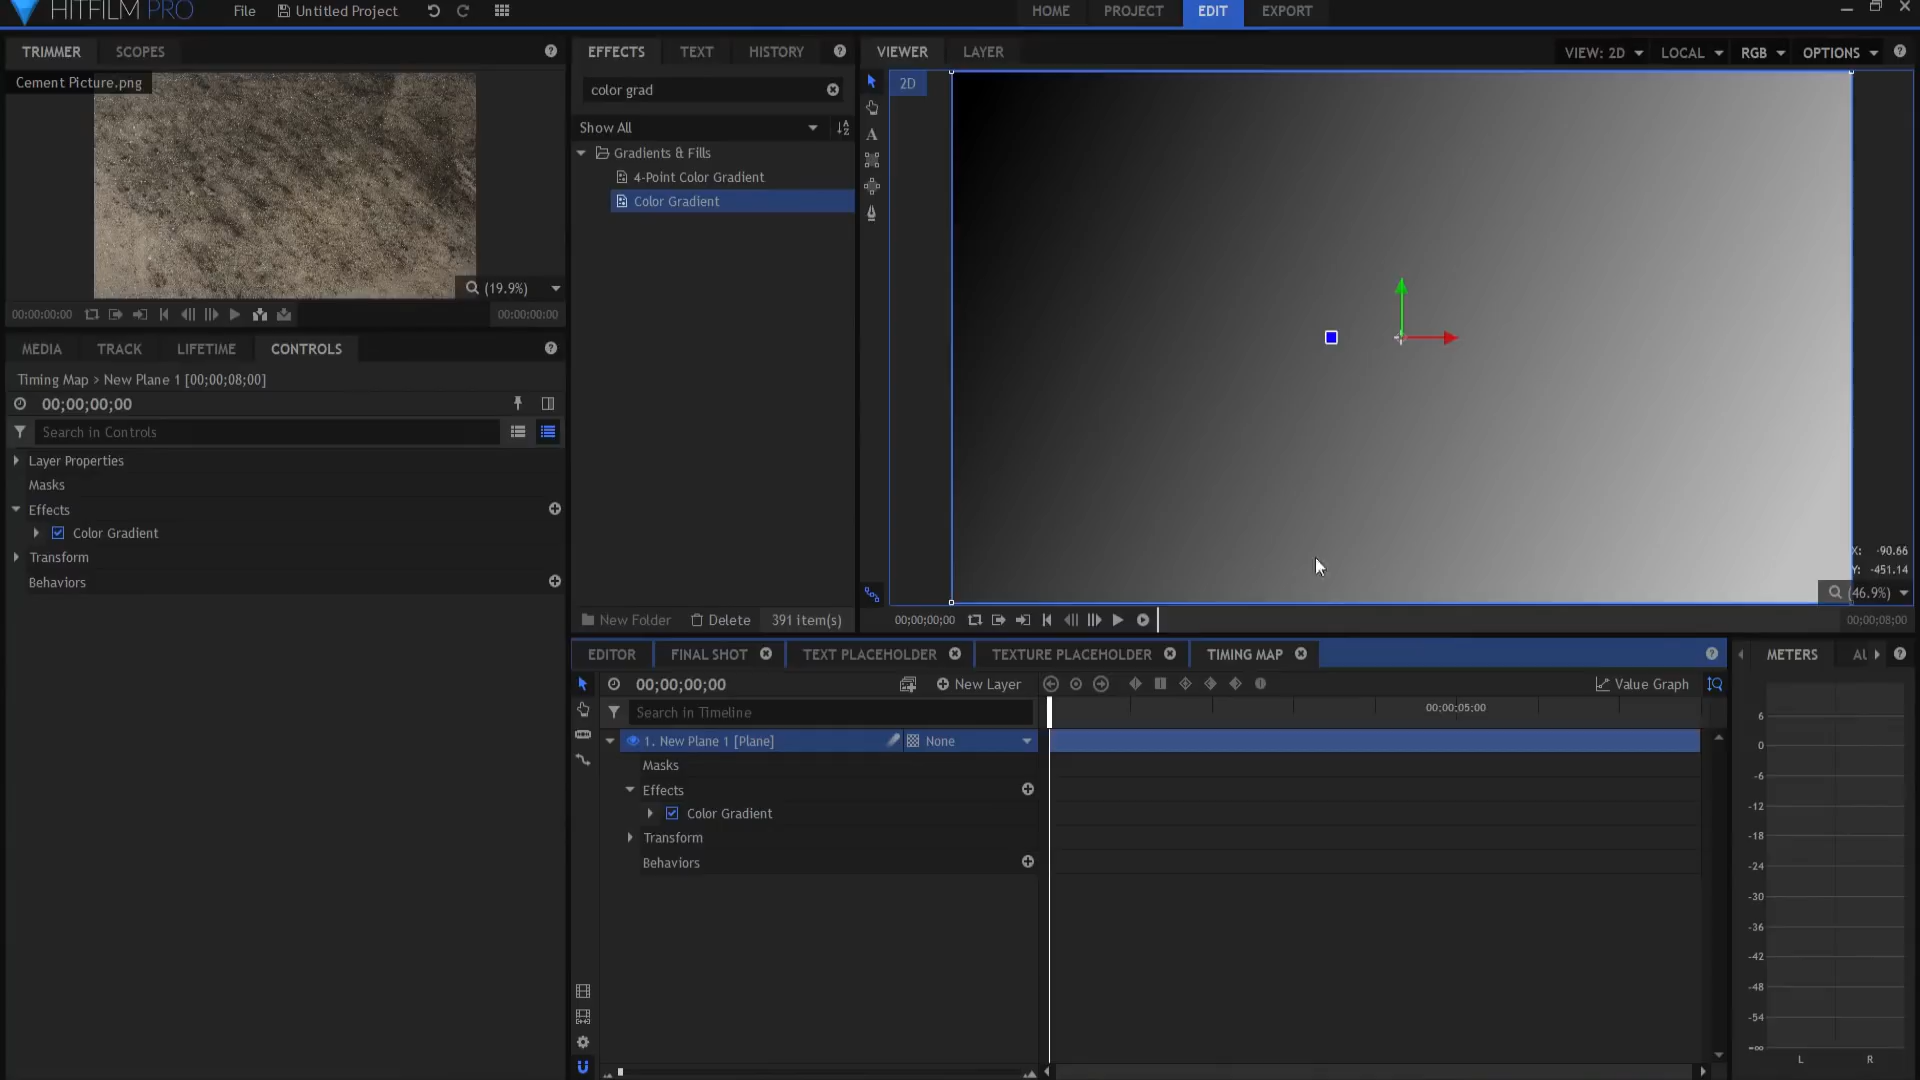 HITFILM PRO
File
Untitled Project
HOME
PROJECT
EDIT
EXPORT
TRIMMER
SCOPES
Cement Picture.png
(19.9%)
00:00:00:00
00:00:00:00
MEDIA
TRACK
LIFETIME
CONTROLS
Timing Map > New Plane 1 [00;00;08;00]
00;00;00;00
Search in Controls
Layer Properties
Masks
Effects
Color Gradient
Transform
Behaviors
EFFECTS
TEXT
HISTORY
color grad
Show All
Gradients & Fills
4-Point Color Gradient
Color Gradient
New Folder
Delete
391 item(s)
VIEWER
LAYER
VIEW: 2D
LOCAL
RGB
OPTIONS
2D
A
X: -90.66
Y: -451.14
(46.9%)
00;00;00;00
00;00;08;00
EDITOR
FINAL SHOT
TEXT PLACEHOLDER
TEXTURE PLACEHOLDER
TIMING MAP
00;00;00;00
New Layer
Value Graph
Search in Timeline
00;00;05;00
1. New Plane 1 [Plane]
None
Masks
Effects
Color Gradient
Transform
Behaviors
METERS
AU
6
0
-6
-12
-18
-24
-30
-36
-42
-48
-54
-∞
L
R